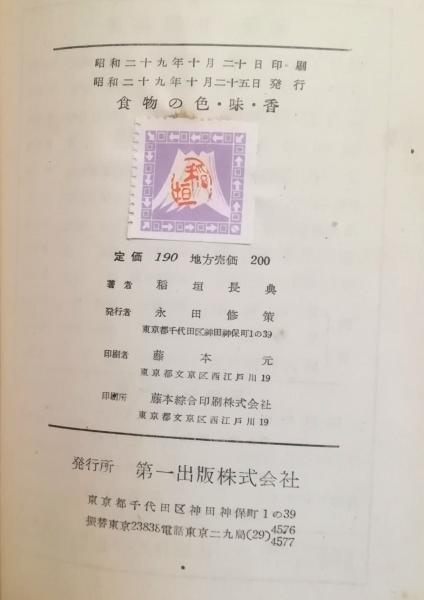 昭和二十九年十月二十日印刷
昭和二十九年十月二十五日発行
食物の色・味・香
稲垣
定価 190 地方売価 200
著者 稲垣長典
発行者 永田修策
東京都千代田区神田神保町1の39
印刷者 藤本元
東京都文京区西江戸川19
印刷所 藤本綜合印刷株式会社
東京都文京区西江戸川19
発行所 第一出版株式会社
東京都千代田区神田神保町1の39
振替東京23838電話東京二九局(29)4576
4577